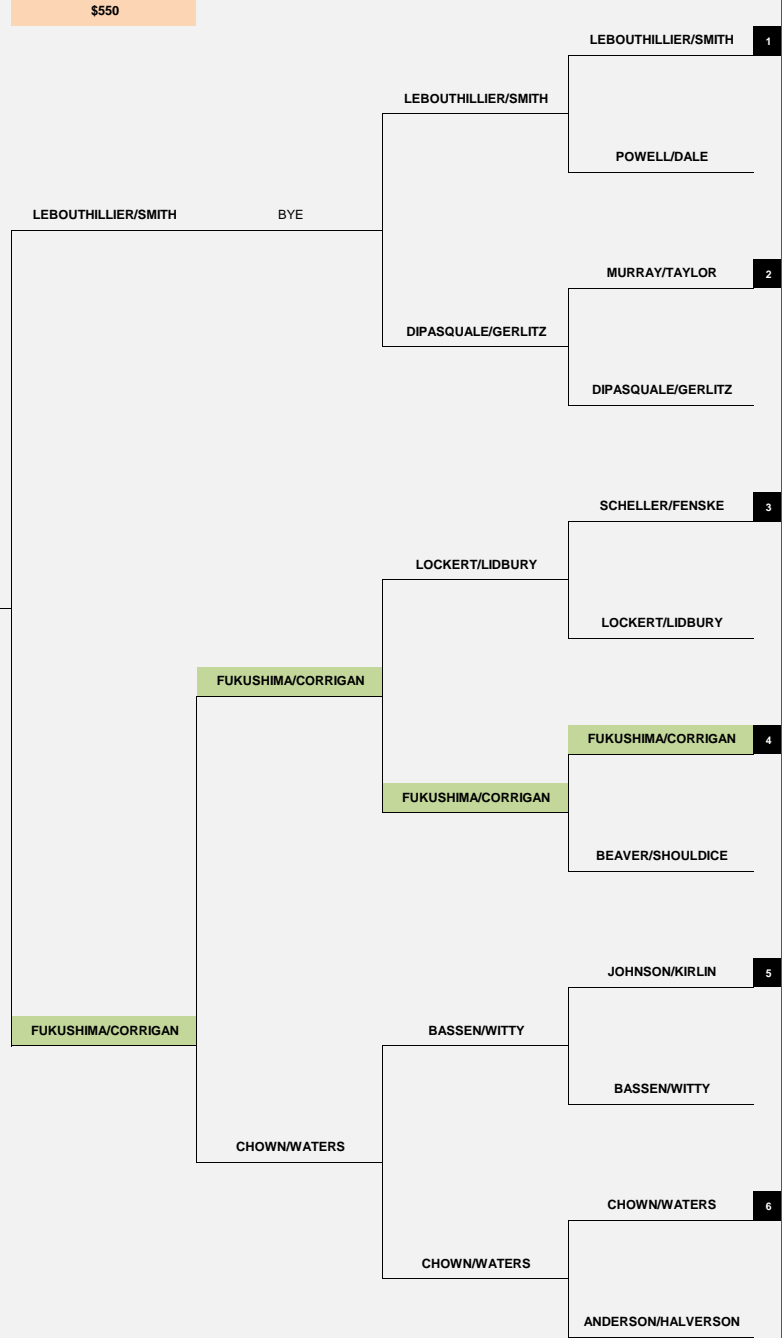 $550
LEBOUTHILLIER/SMITH 1
LEBOUTHILLIER/SMITH
POWELL/DALE
LEBOUTHILLIER/SMITH BYE
MURRAY/TAYLOR 2
DIPASQUALE/GERLITZ
DIPASQUALE/GERLITZ
SCHELLER/FENSKE 3
LOCKERT/LIDBURY
LOCKERT/LIDBURY
FUKUSHIMA/CORRIGAN
FUKUSHIMA/CORRIGAN 4
FUKUSHIMA/CORRIGAN
BEAVER/SHOULDICE
JOHNSON/KIRLIN 5
FUKUSHIMA/CORRIGAN BASSEN/WITTY
BASSEN/WITTY
CHOWN/WATERS
CHOWN/WATERS 6
CHOWN/WATERS
ANDERSON/HALVERSON